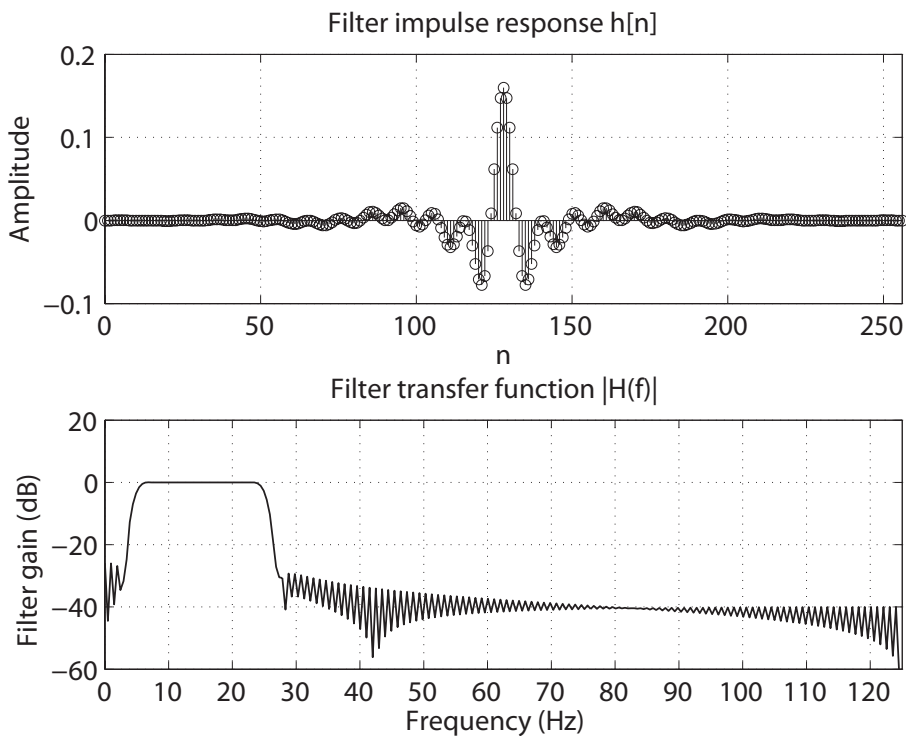 Filter impulse response h[n]
0.2
0.1
0
−0.1
Amplitude
0 50 100 150 200 250
n
Filter transfer function |H(f)|
20
0
−20
−40
−60
Filter gain (dB)
0 10 20 30 40 50 60 70 80 90 100 110 120
Frequency (Hz)